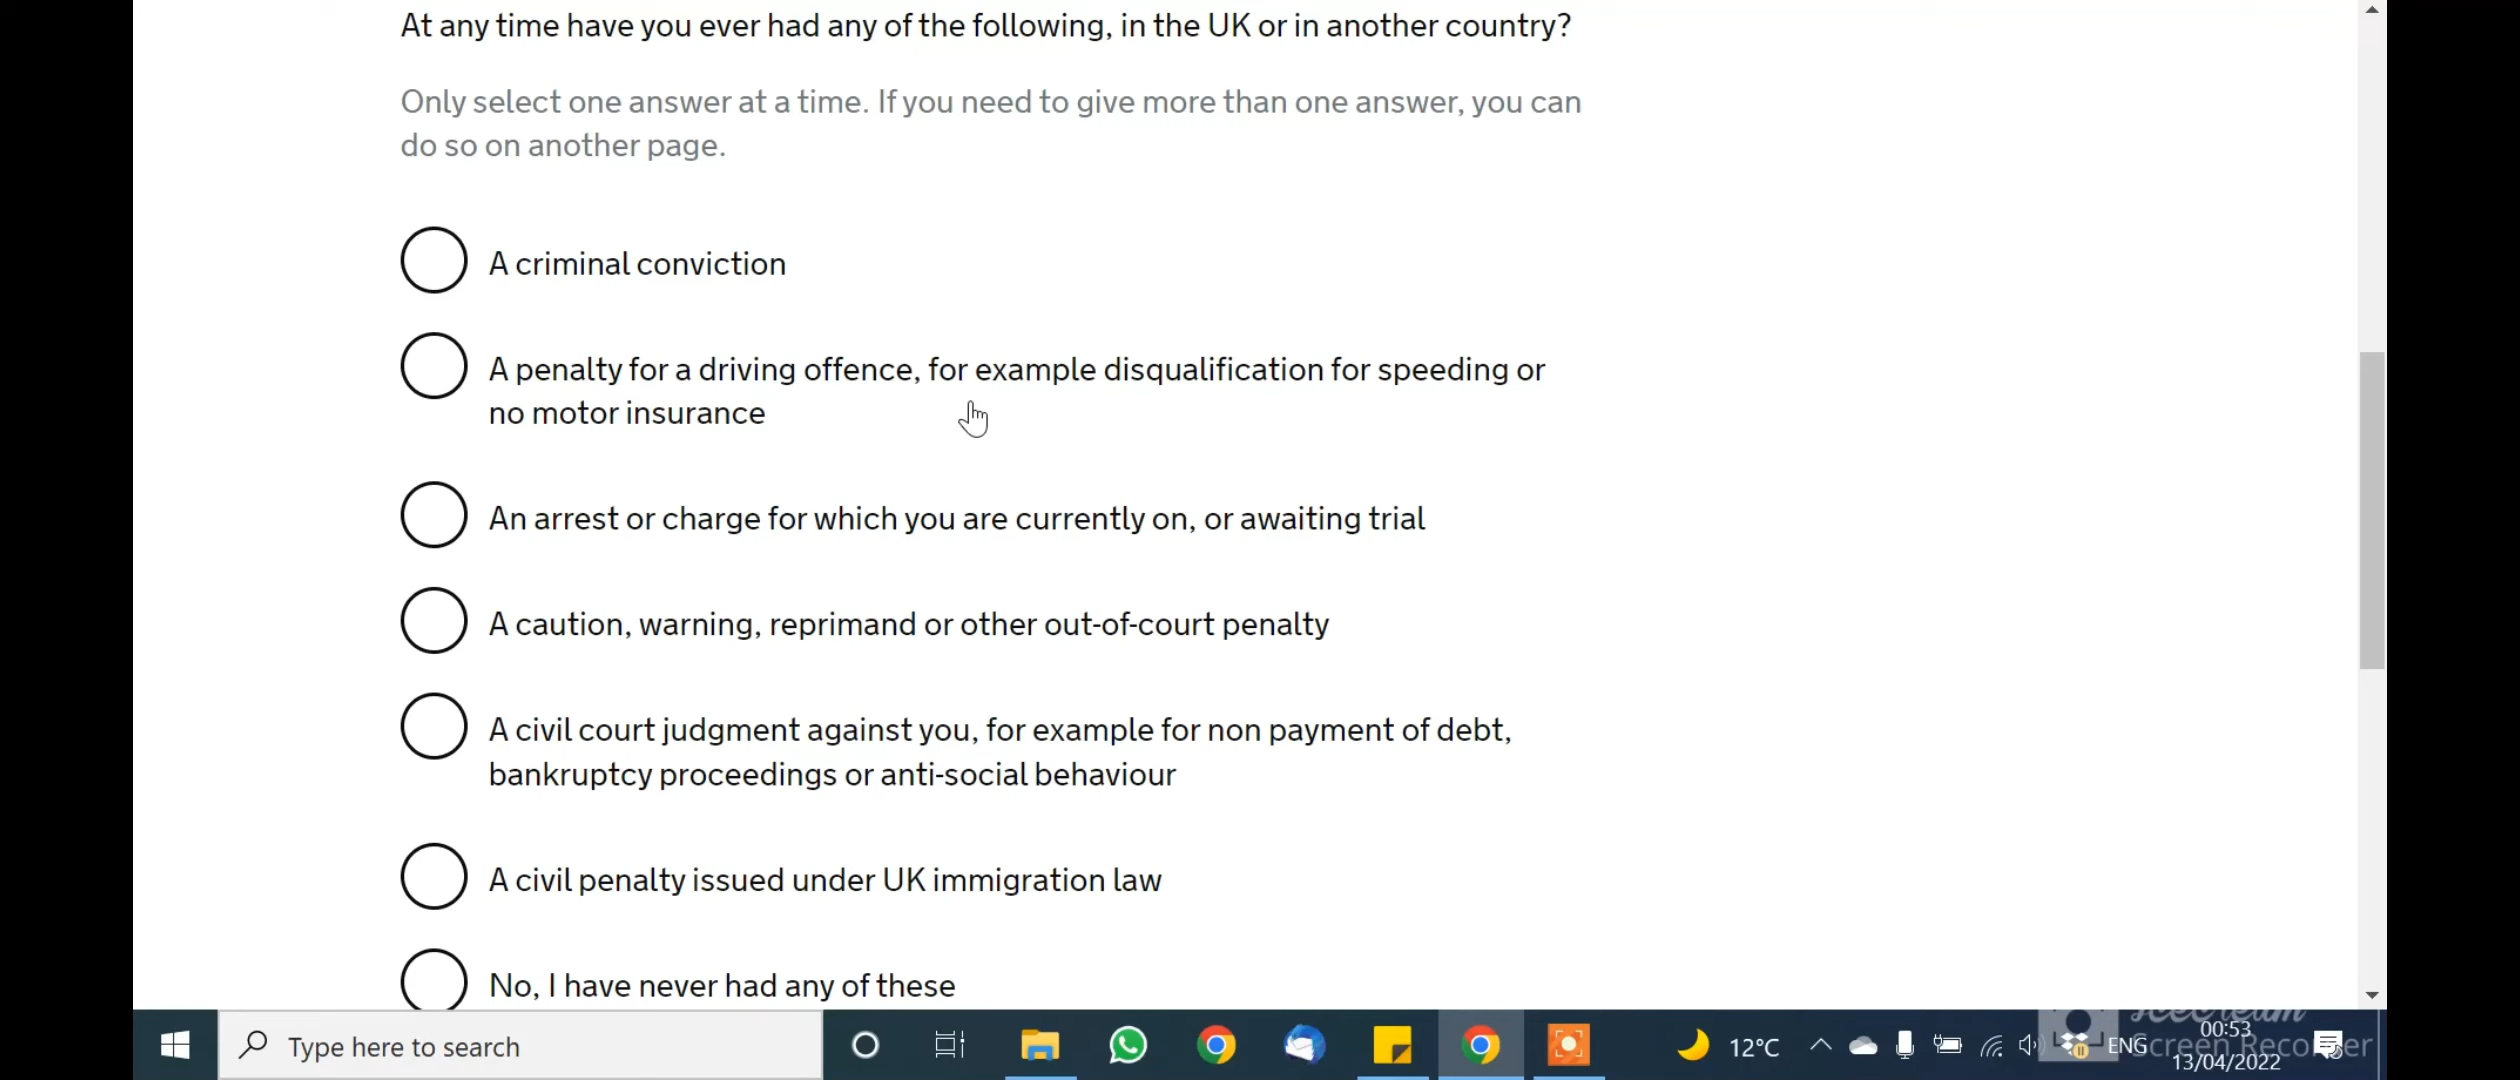 At any time have you ever had any of the following, in the UK or in another country?
Only select one answer at a time. If you need to give more than one answer, you can
do so on another page.
A criminal conviction
A penalty for a driving offence, for example disqualification for speeding or
no motor insurance
An arrest or charge for which you are currently on, or awaiting trial
A caution, warning, reprimand or other out-of-court penalty
A civil court judgment against you, for example for non payment of debt,
bankruptcy proceedings or anti-social behaviour
A civil penalty issued under UK immigration law
No, I have never had any of these
Type here to search
12°C
ENG
00:53
13/04/2022
Icecream
Screen Recorder